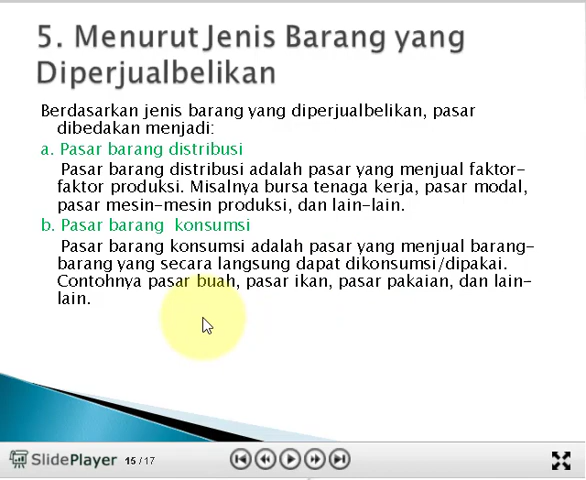 5. Menurut Jenis Barang yang
Diperjualbelikan
Berdasarkan jenis barang yang diperjualbelikan, pasar
dibedakan menjadi:
a. Pasar barang distribusi
Pasar barang distribusi adalah pasar yang menjual faktor-
faktor produksi. Misalnya bursa tenaga kerja, pasar modal,
pasar mesin-mesin produksi, dan lain-lain.
b. Pasar barang konsumsi
Pasar barang konsumsi adalah pasar yang menjual barang-
barang yang secara langsung dapat dikonsumsi/dipakai.
Contohnya pasar buah, pasar ikan, pasar pakaian, dan lain-
lain.
SlidePlayer 15 / 17